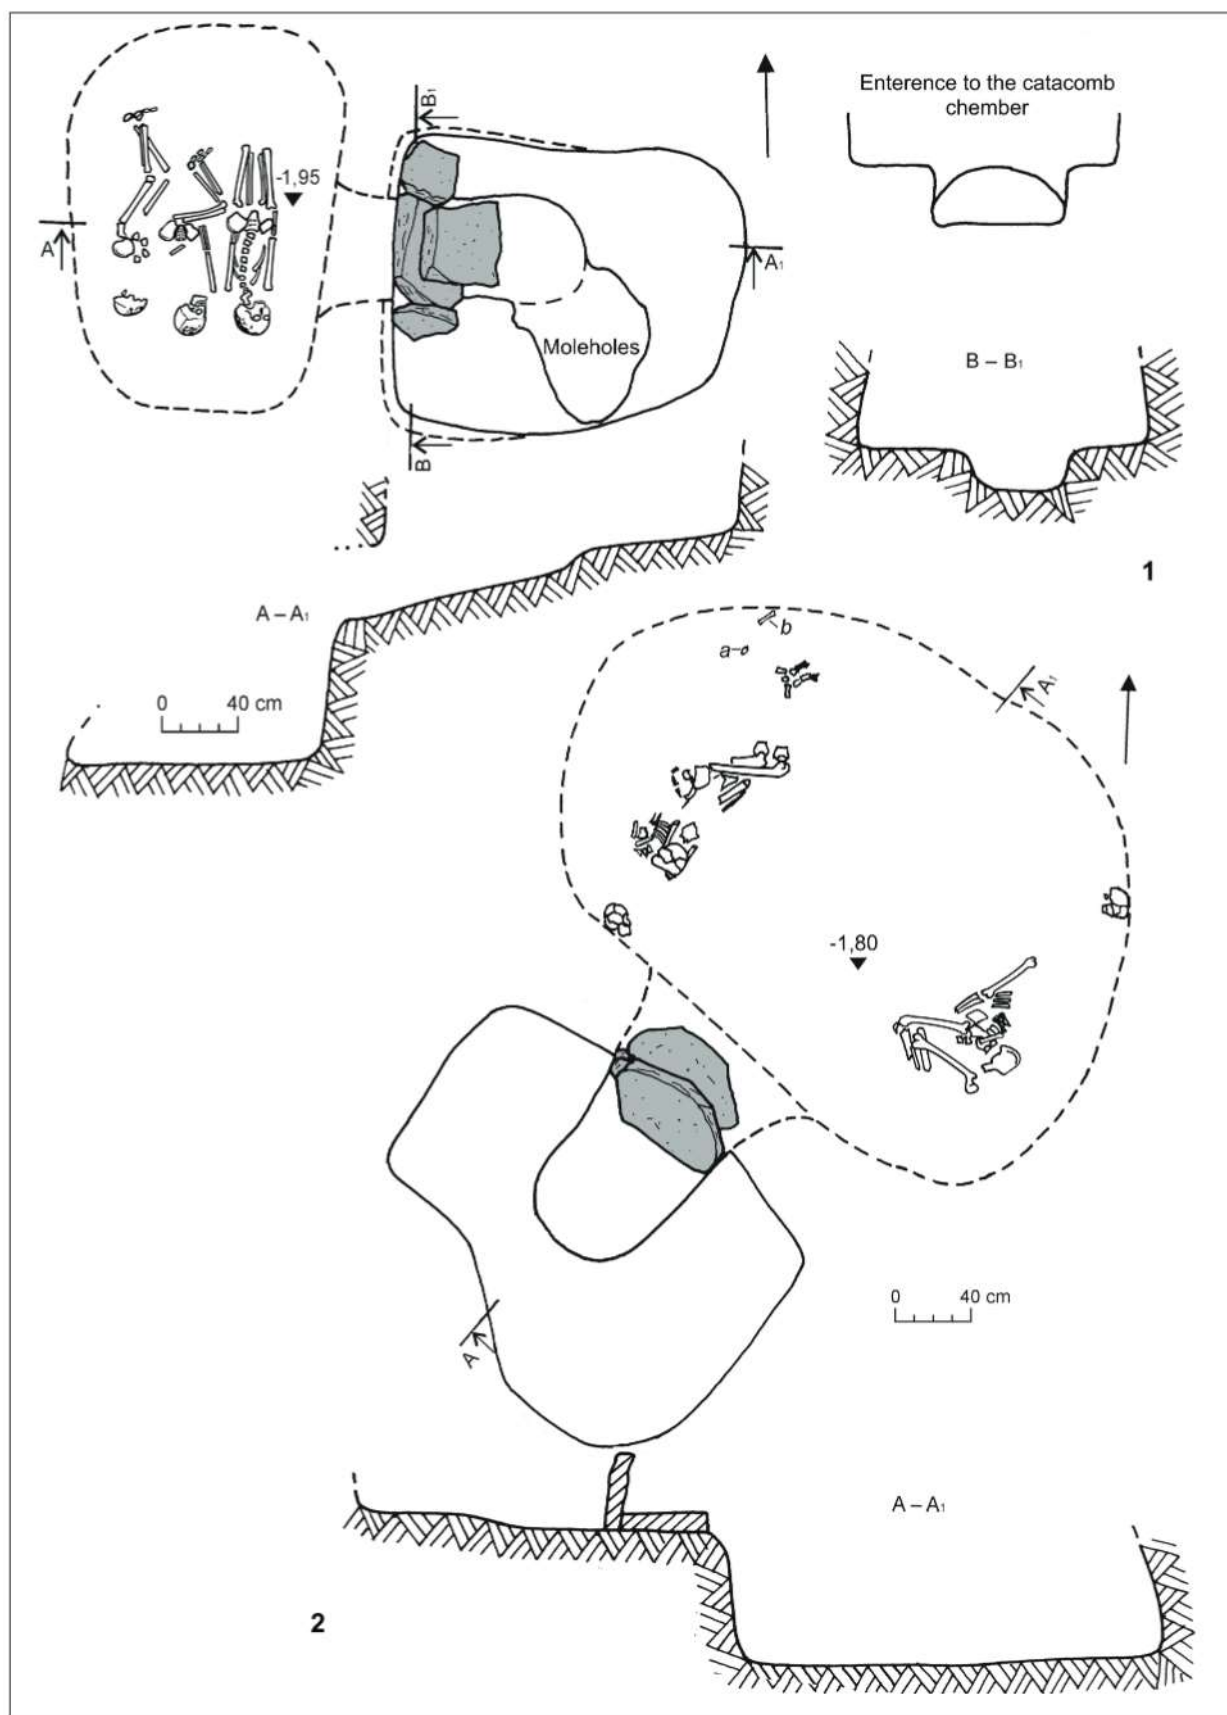 Enterence to the catacomb
chember
B1
-1,95
A
A1
Moleholes
B
B – B1
1
A – A1
0 40 cm
b
a
A1
-1,80
0 40 cm
A
A – A1
2